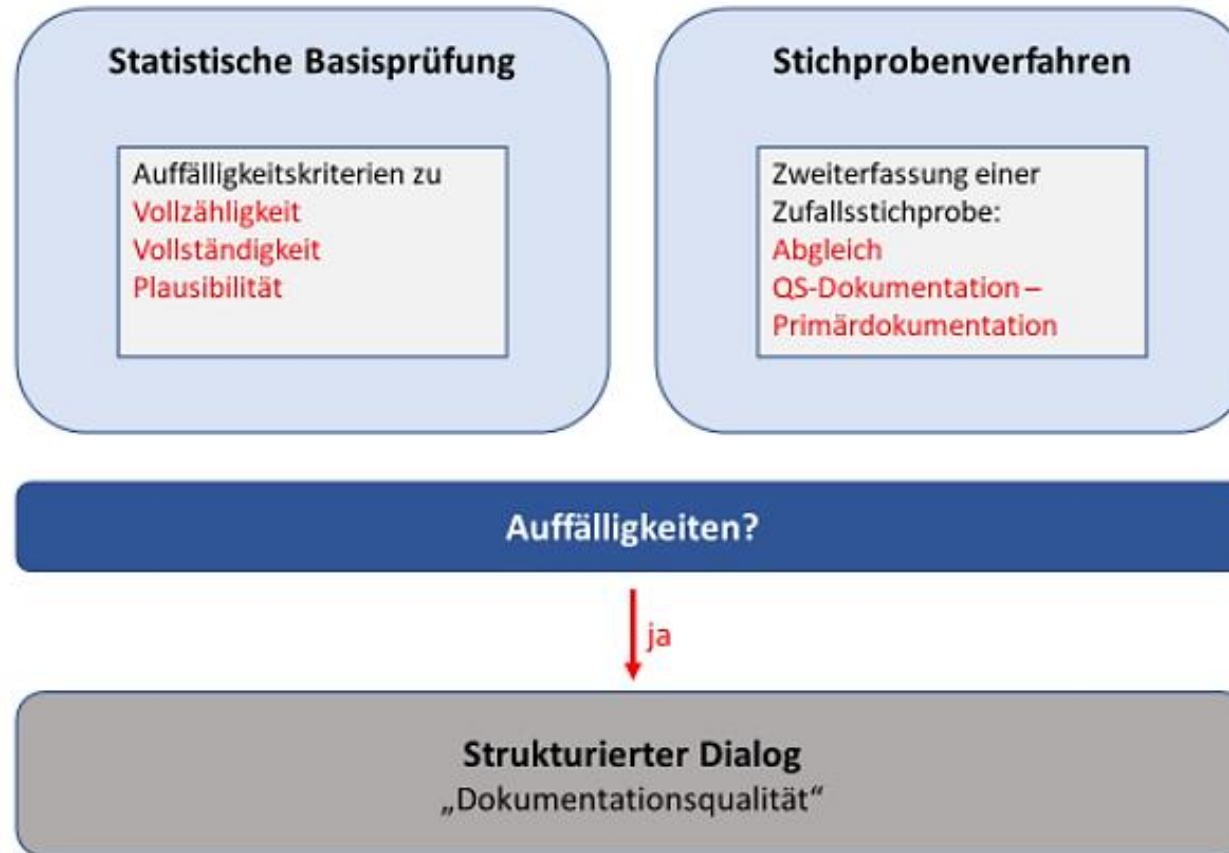 Statistische Basisprüfung
Auffälligkeitskriterien zu
Vollzähligkeit
Vollständigkeit
Plausibilität
Stichprobenverfahren
Zweiterfassung einer
Zufallsstichprobe:
Abgleich
QS-Dokumentation –
Primärdokumentation
Auffälligkeiten?
ja
Strukturierter Dialog
„Dokumentationsqualität“